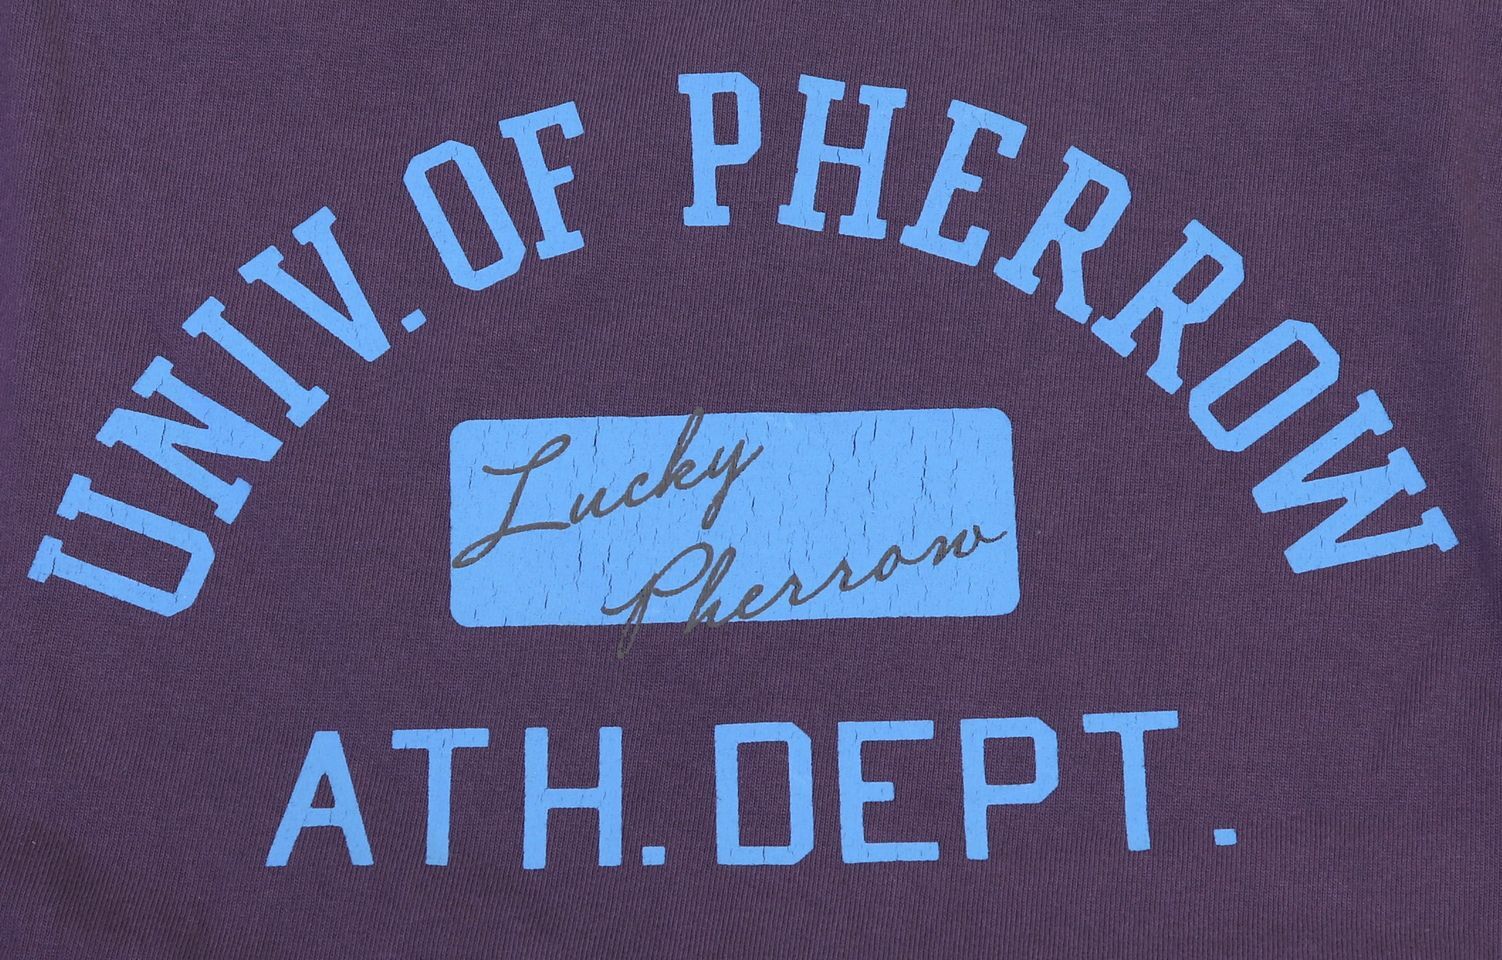 UNIV. OF PHERROW
Lucky
Pherrow
ATH. DEPT.